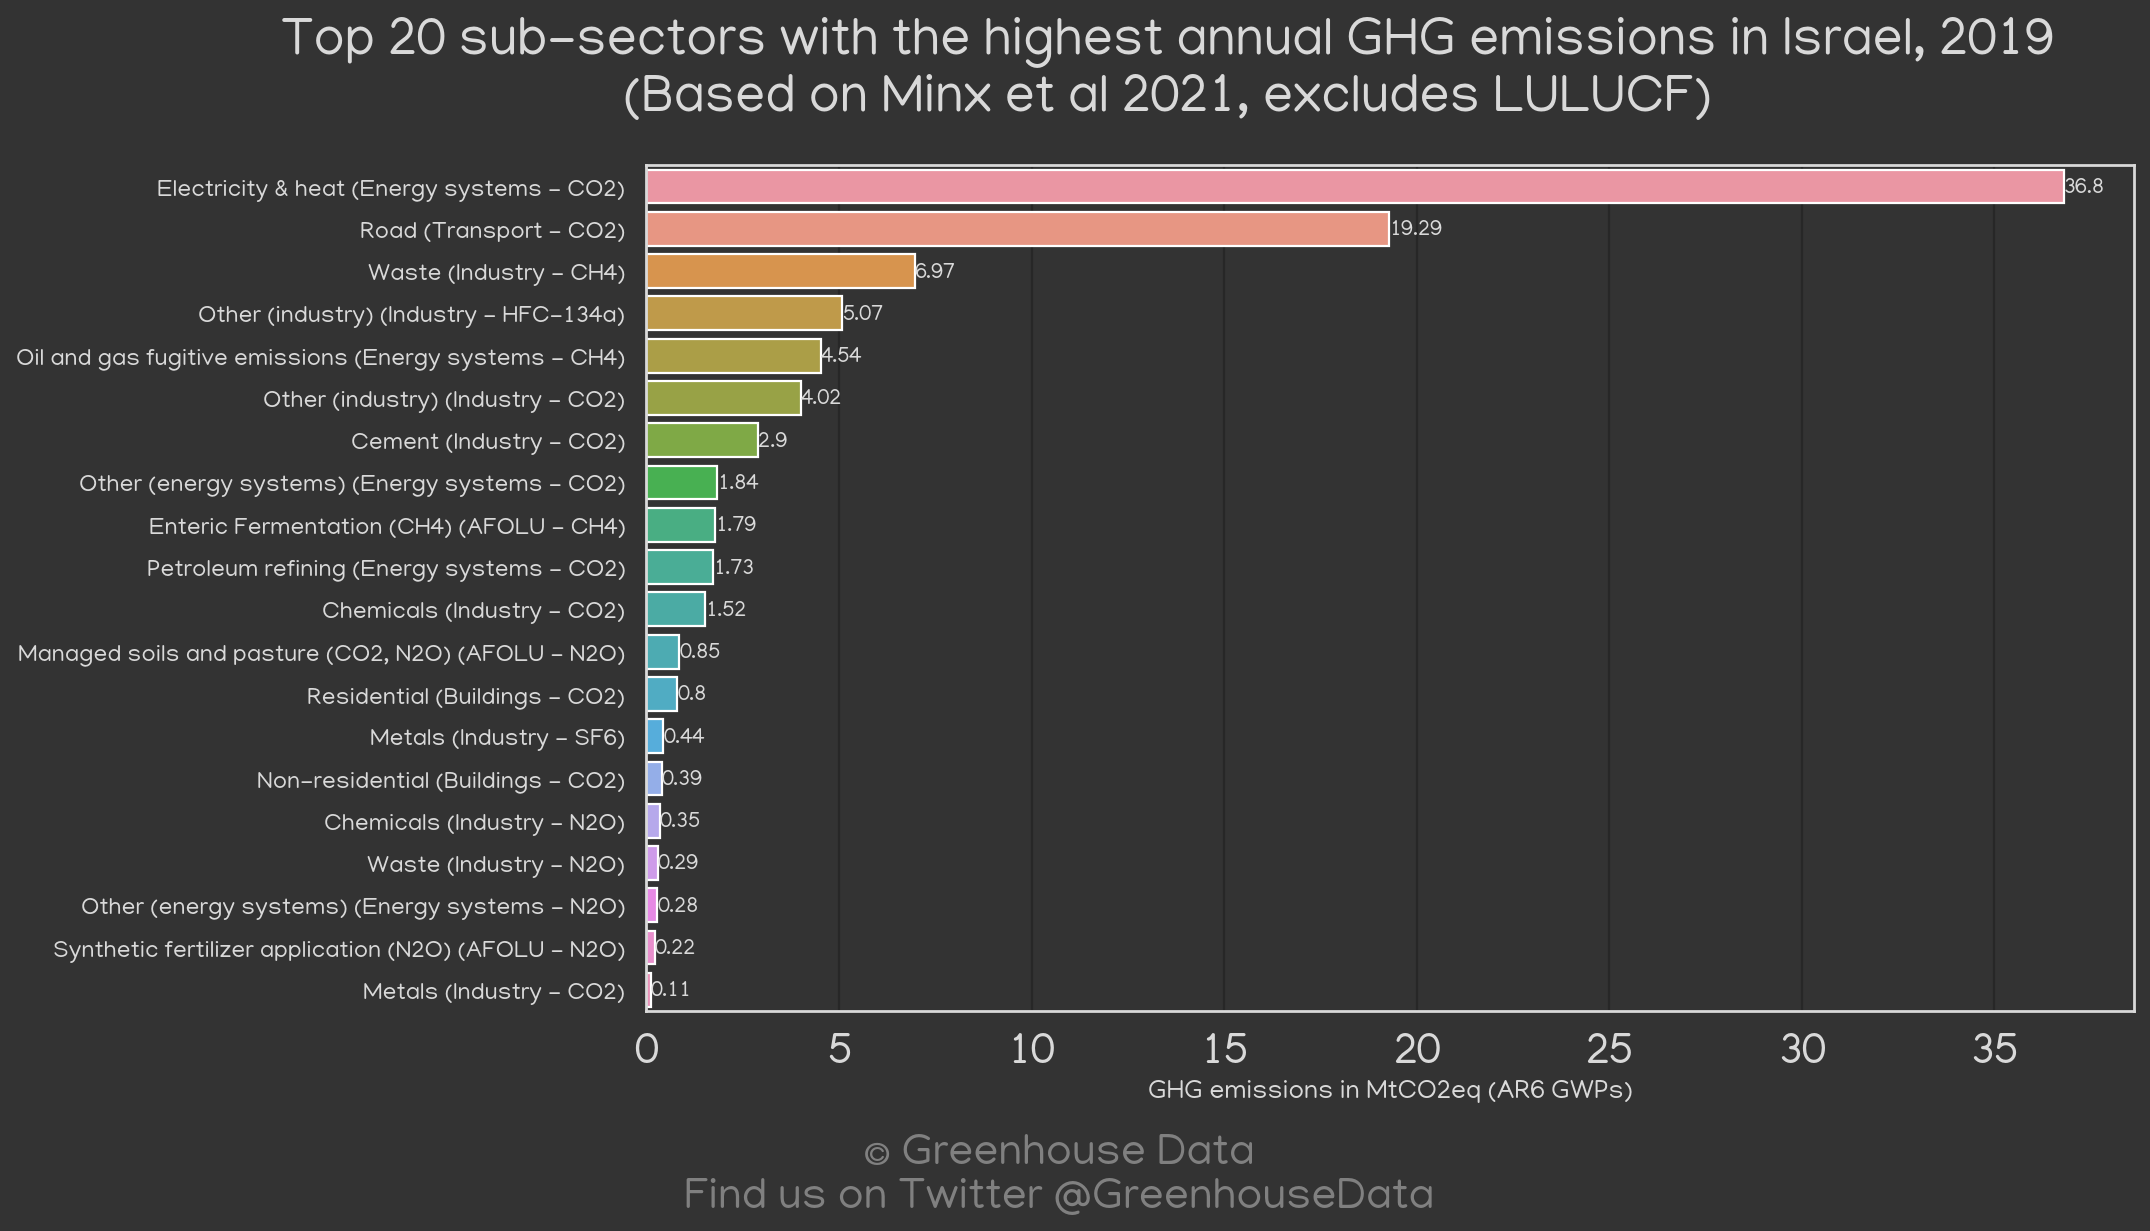 Top 20 sub-sectors with the highest annual GHG emissions in Israel, 2019
(Based on Minx et al 2021, excludes LULUCF)
Electricity & heat (Energy systems - CO2) 36.8
Road (Transport - CO2) 19.29
Waste (Industry - CH4) 6.97
Other (industry) (Industry - HFC-134a) 5.07
Oil and gas fugitive emissions (Energy systems - CH4) 4.54
Other (industry) (Industry - CO2) 4.02
Cement (Industry - CO2) 2.9
Other (energy systems) (Energy systems - CO2) 1.84
Enteric Fermentation (CH4) (AFOLU - CH4) 1.79
Petroleum refining (Energy systems - CO2) 1.73
Chemicals (Industry - CO2) 1.52
Managed soils and pasture (CO2, N2O) (AFOLU - N2O) 0.85
Residential (Buildings - CO2) 0.8
Metals (Industry - SF6) 0.44
Non-residential (Buildings - CO2) 0.39
Chemicals (Industry - N2O) 0.35
Waste (Industry - N2O) 0.29
Other (energy systems) (Energy systems - N2O) 0.28
Synthetic fertilizer application (N2O) (AFOLU - N2O) 0.22
Metals (Industry - CO2) 0.11
0 5 10 15 20 25 30 35
GHG emissions in MtCO2eq (AR6 GWPs)
© Greenhouse Data
Find us on Twitter @GreenhouseData